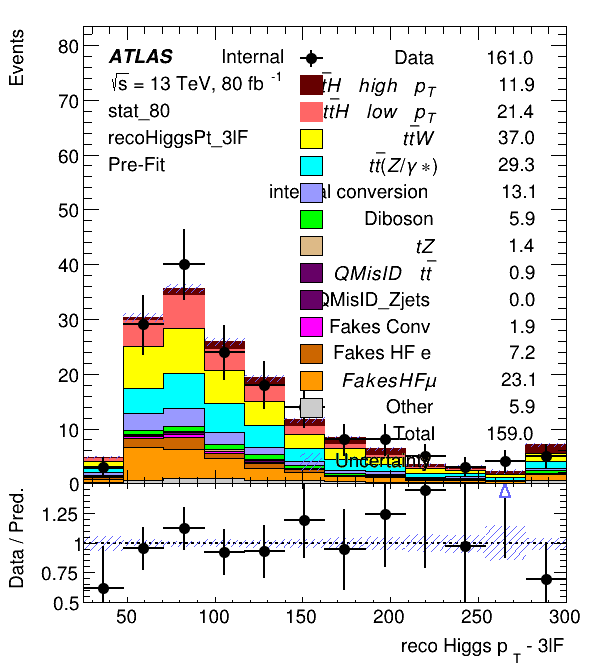 Events
80
70
60
50
40
30
20
10
0
ATLAS Internal
√s = 13 TeV, 80 fb⁻¹
stat_80
recoHiggsPt_3lF
Pre-Fit
Data 161.0
tt̄H high p_T 11.9
tt̄H low p_T 21.4
tt̄W 37.0
tt̄(Z/γ*) 29.3
internal conversion 13.1
Diboson 5.9
tZ 1.4
QMisID tt̄ 0.9
QMisID_Zjets 0.0
Fakes Conv 1.9
Fakes HF e 7.2
FakesHFμ 23.1
Other 5.9
Total 159.0
Uncertainty
Data / Pred.
1.25
1
0.75
0.5
50 100 150 200 250 300
reco Higgs p_T - 3lF